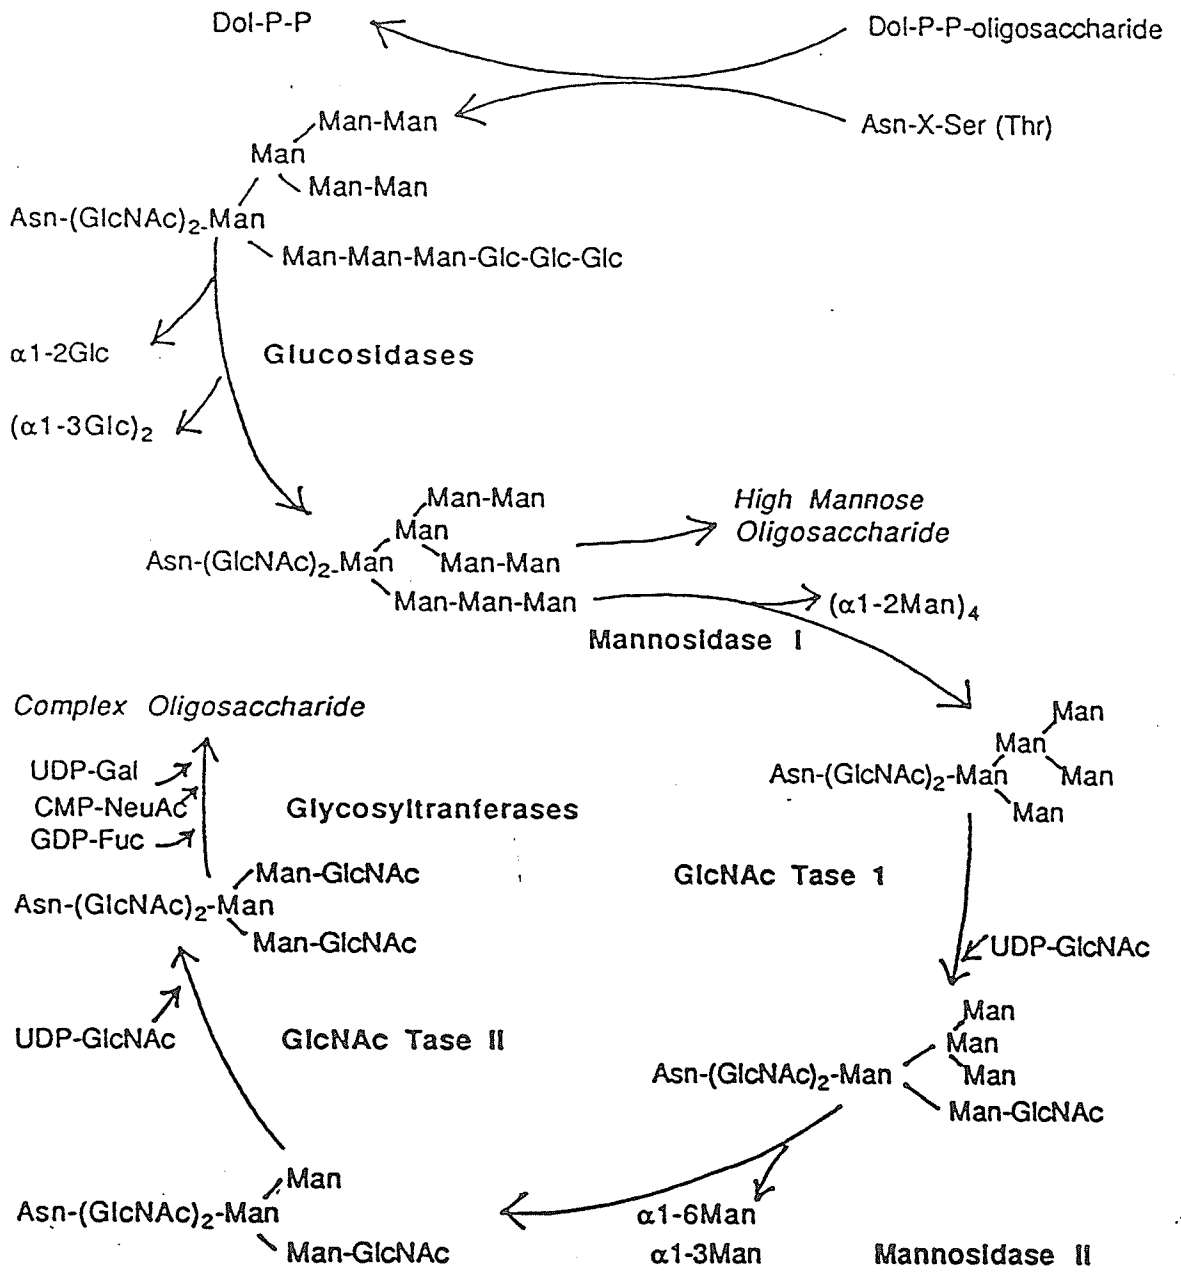 Dol-P-P
Dol-P-P-oligosaccharide
Asn-X-Ser (Thr)
Man-Man
Man
Man-Man
Asn-(GlcNAc)2-Man
Man-Man-Man-Glc-Glc-Glc
α1-2Glc
Glucosidases
(α1-3Glc)2
Man-Man
Man
Man-Man
Asn-(GlcNAc)2-Man
Man-Man-Man
High Mannose
Oligosaccharide
(α1-2Man)4
Mannosidase I
Man
Man
Asn-(GlcNAc)2-Man
Man
Man
GlcNAc Tase 1
UDP-GlcNAc
Man
Man
Asn-(GlcNAc)2-Man
Man
Man-GlcNAc
α1-6Man
α1-3Man
Mannosidase II
Man
Asn-(GlcNAc)2-Man
Man-GlcNAc
UDP-GlcNAc
GlcNAc Tase II
Man-GlcNAc
Asn-(GlcNAc)2-Man
Man-GlcNAc
UDP-Gal
CMP-NeuAc
GDP-Fuc
Glycosyltranferases
Complex Oligosaccharide